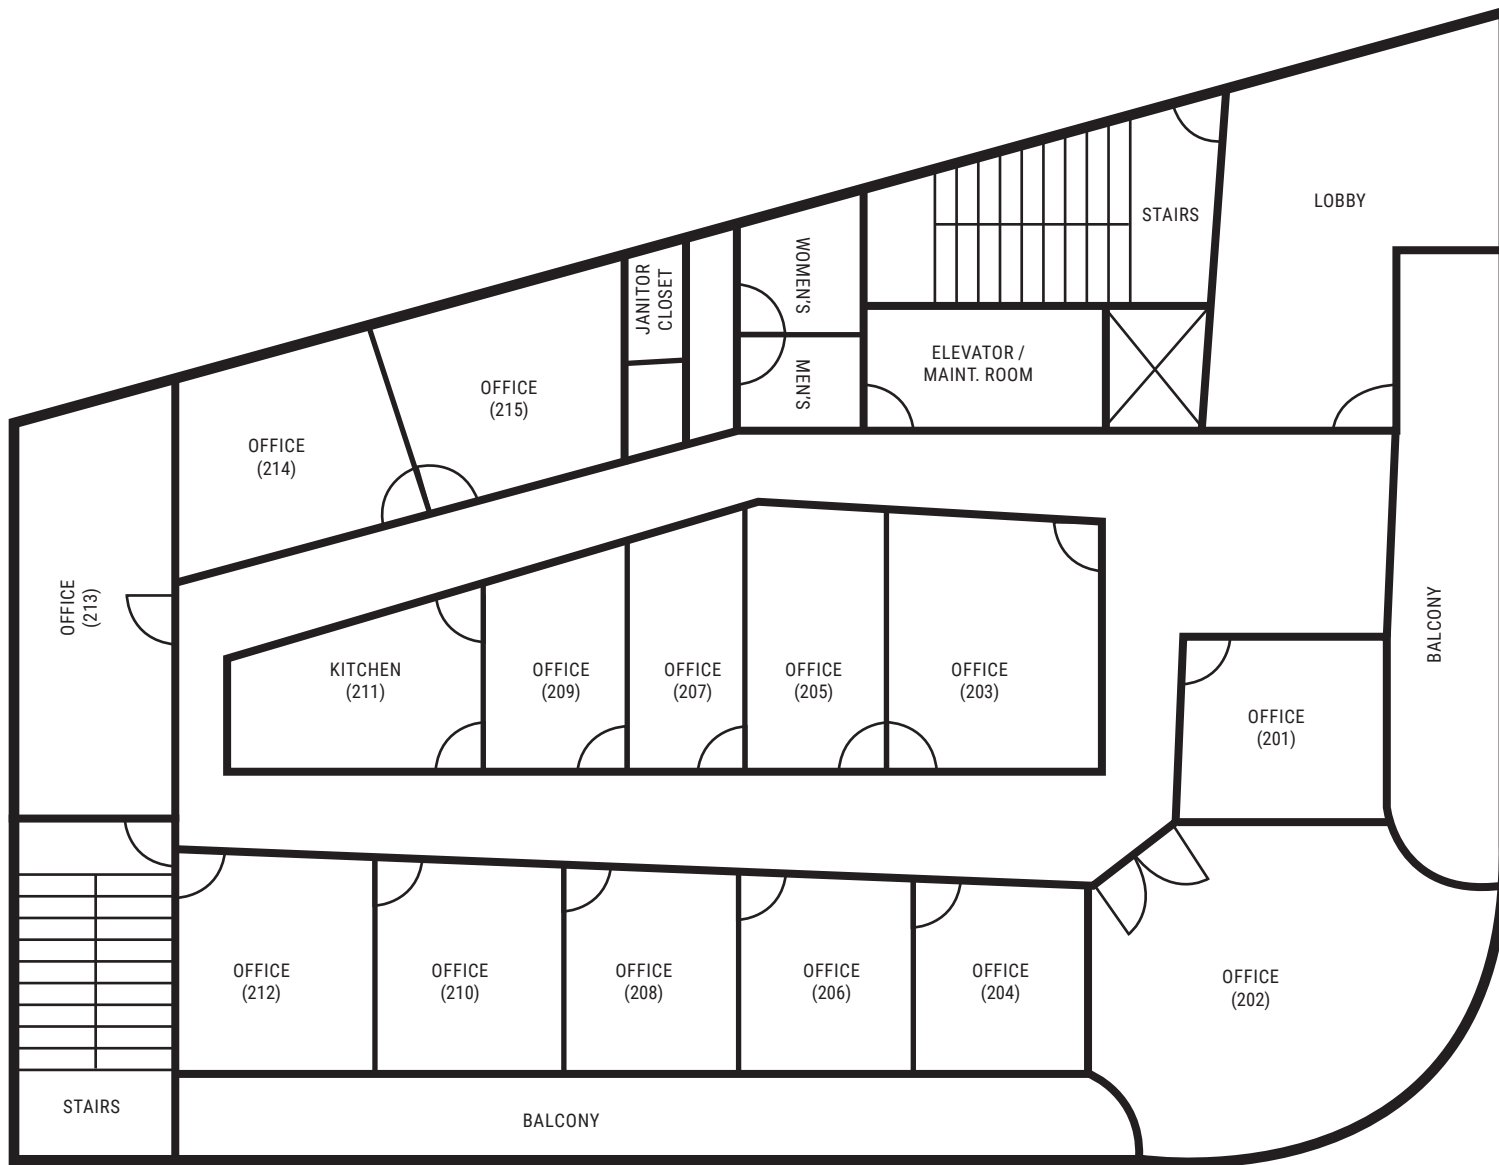 LOBBY
STAIRS
WOMEN'S
JANITOR
CLOSET
ELEVATOR /
MAINT. ROOM
MEN'S
OFFICE
(215)
OFFICE
(214)
OFFICE
(213)
BALCONY
KITCHEN
(211)
OFFICE
(209)
OFFICE
(207)
OFFICE
(205)
OFFICE
(203)
OFFICE
(201)
OFFICE
(212)
OFFICE
(210)
OFFICE
(208)
OFFICE
(206)
OFFICE
(204)
OFFICE
(202)
STAIRS
BALCONY